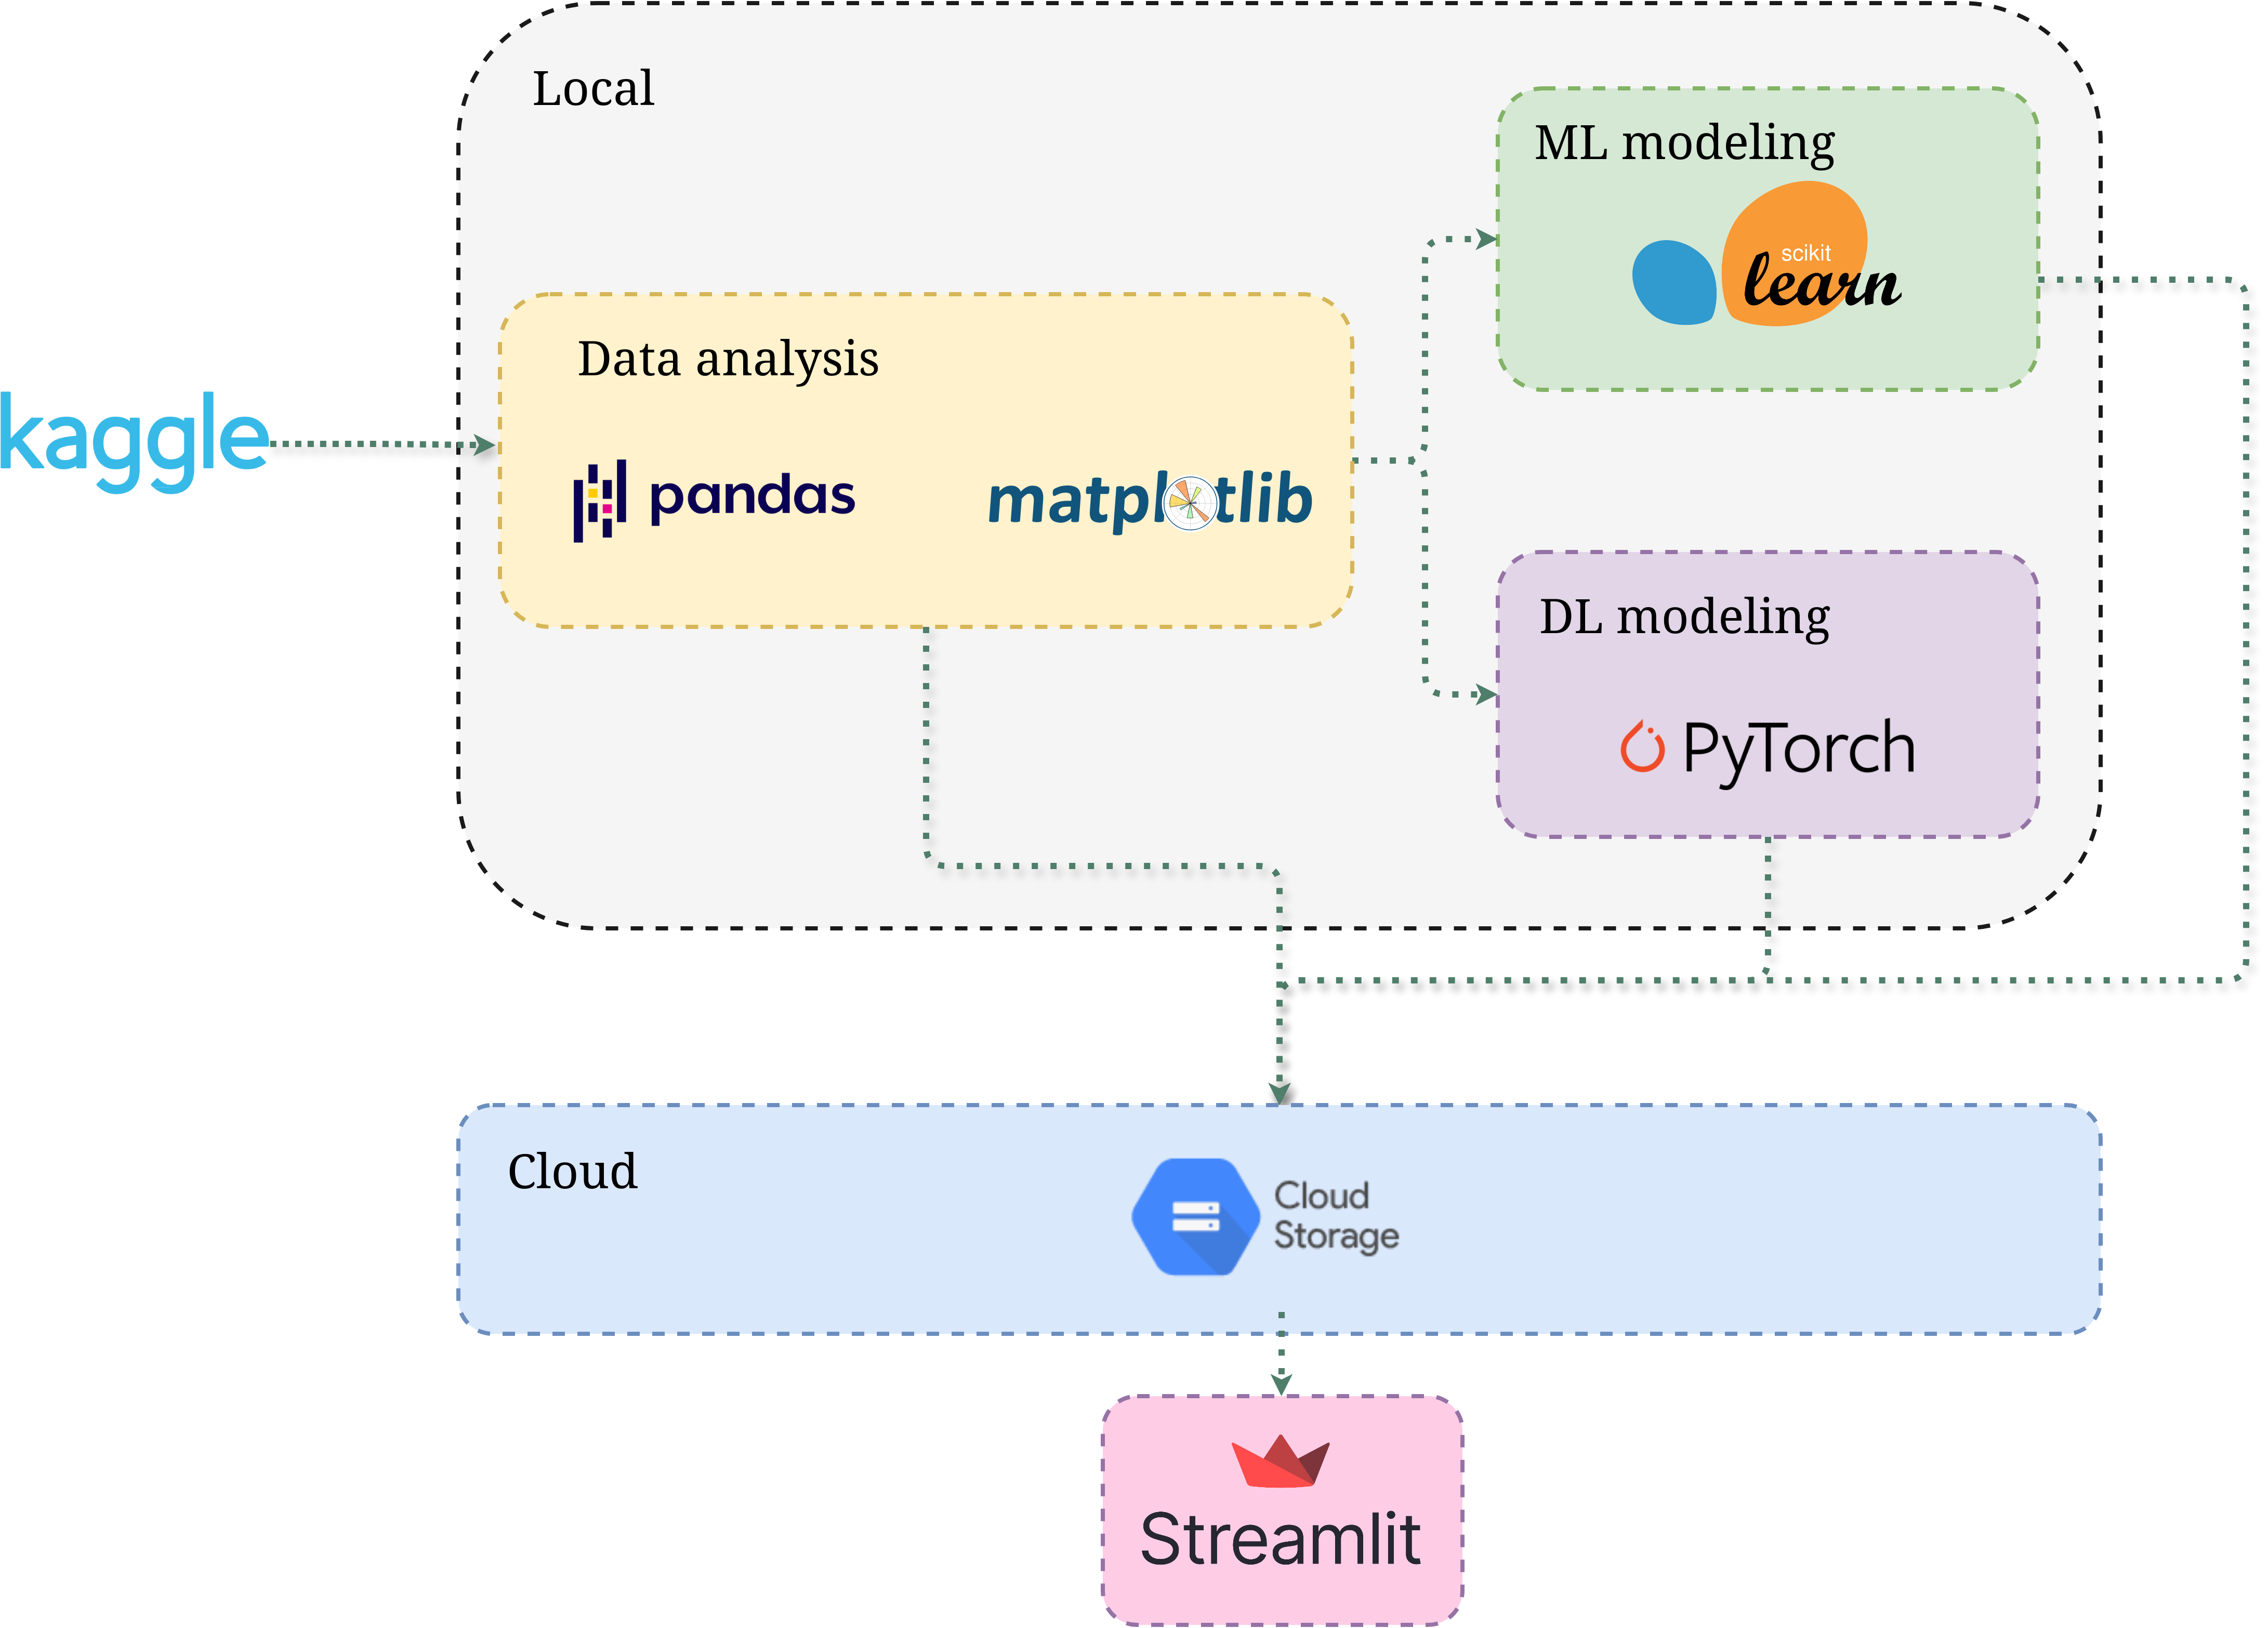 Local
ML modeling
scikit
learn
Data analysis
kaggle
pandas
matplotlib
DL modeling
PyTorch
Cloud
Cloud
Storage
Streamlit